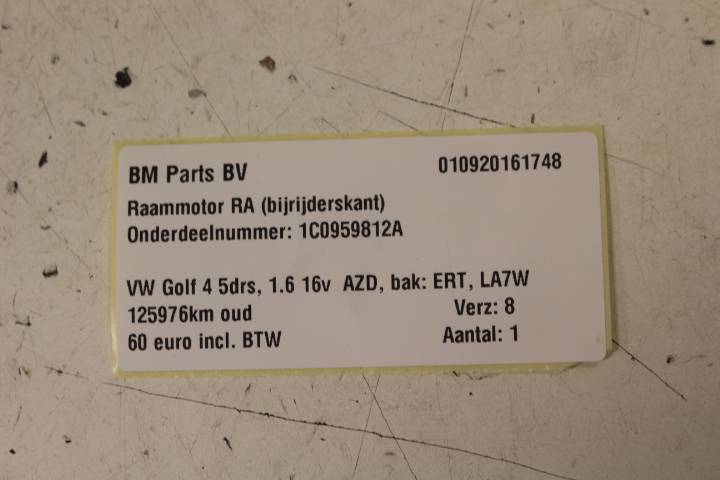 BM Parts BV 010920161748
Raammotor RA (bijrijderskant)
Onderdeelnummer: 1C0959812A
VW Golf 4 5drs, 1.6 16v AZD, bak: ERT, LA7W
125976km oud Verz: 8
60 euro incl. BTW Aantal: 1